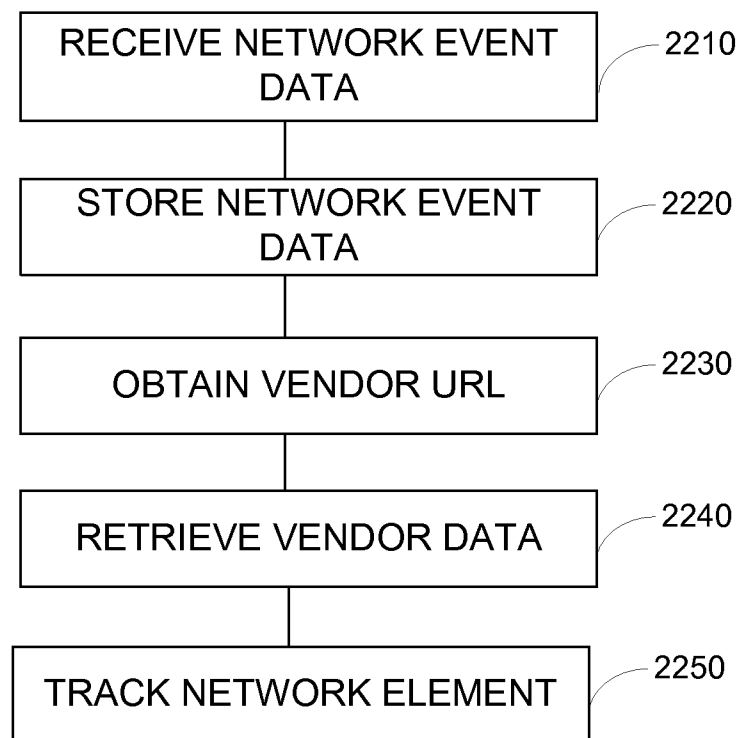 RECEIVE NETWORK EVENT
DATA
2210
STORE NETWORK EVENT
DATA
2220
OBTAIN VENDOR URL
2230
RETRIEVE VENDOR DATA
2240
TRACK NETWORK ELEMENT
2250